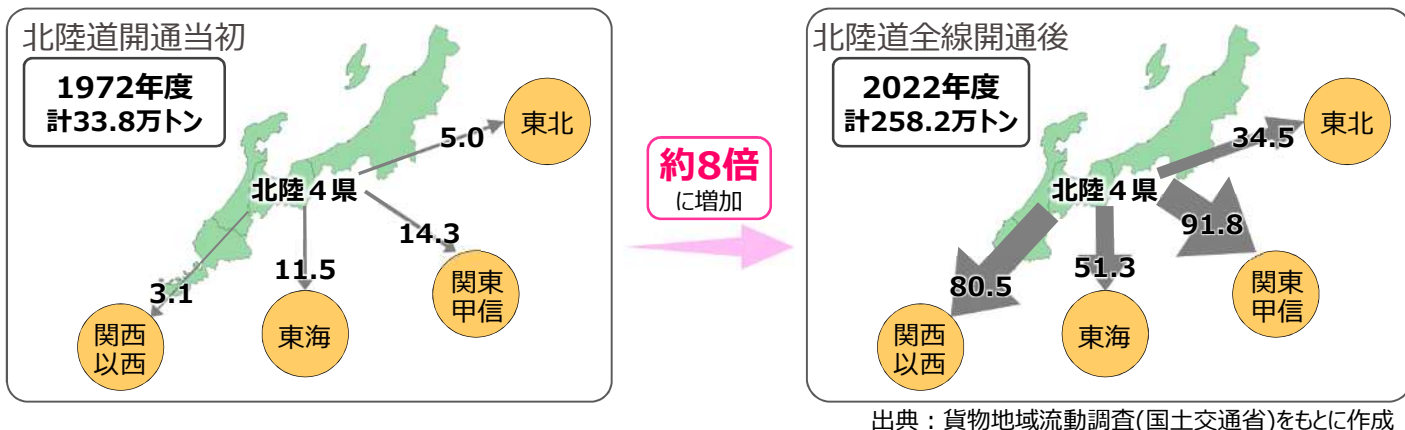 北陸道開通当初
1972年度
計33.8万トン
東北
5.0
北陸４県
14.3
11.5
3.1
関東
甲信
東海
関西
以西
約8倍
に増加
北陸道全線開通後
2022年度
計258.2万トン
東北
34.5
北陸４県
91.8
51.3
80.5
関東
甲信
東海
関西
以西
出典：貨物地域流動調査(国土交通省)をもとに作成